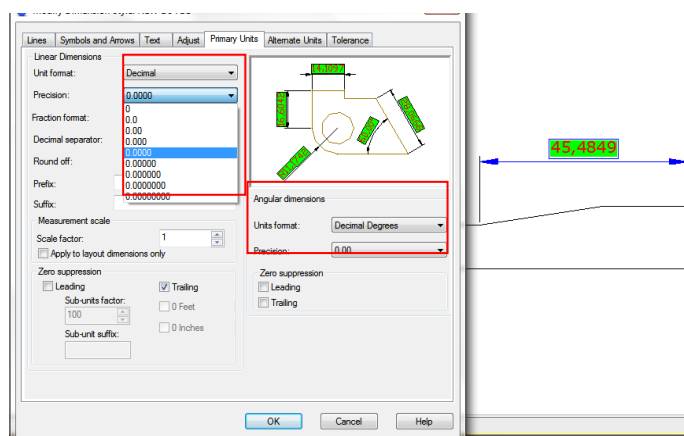 Lines Symbols and Arrows Text Adjust Primary Units Alternate Units Tolerance
Linear Dimensions
Unit format: Decimal
Precision: 0.0000
0
0.0
0.00
0.000
0.0000
0.00000
0.000000
0.0000000
0.00000000
Fraction format:
Decimal separator:
Round off:
Prefix:
Suffix:
Measurement scale
Scale factor: 1
Apply to layout dimensions only
Zero suppression
Leading
Trailing
Sub-units factor:
100
0 Feet
Sub-unit suffix:
0 Inches
Angular dimensions
Units format: Decimal Degrees
Precision: 0.00
Zero suppression
Leading
Trailing
OK Cancel Help
45,4849